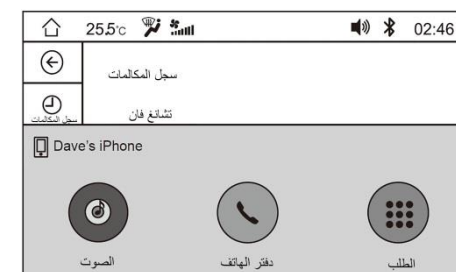 25.5°c 02:46
سجل المكالمات
سجل المكالمات
تشانغ فان
Dave's iPhone
الصوت دفتر الهاتف الطلب